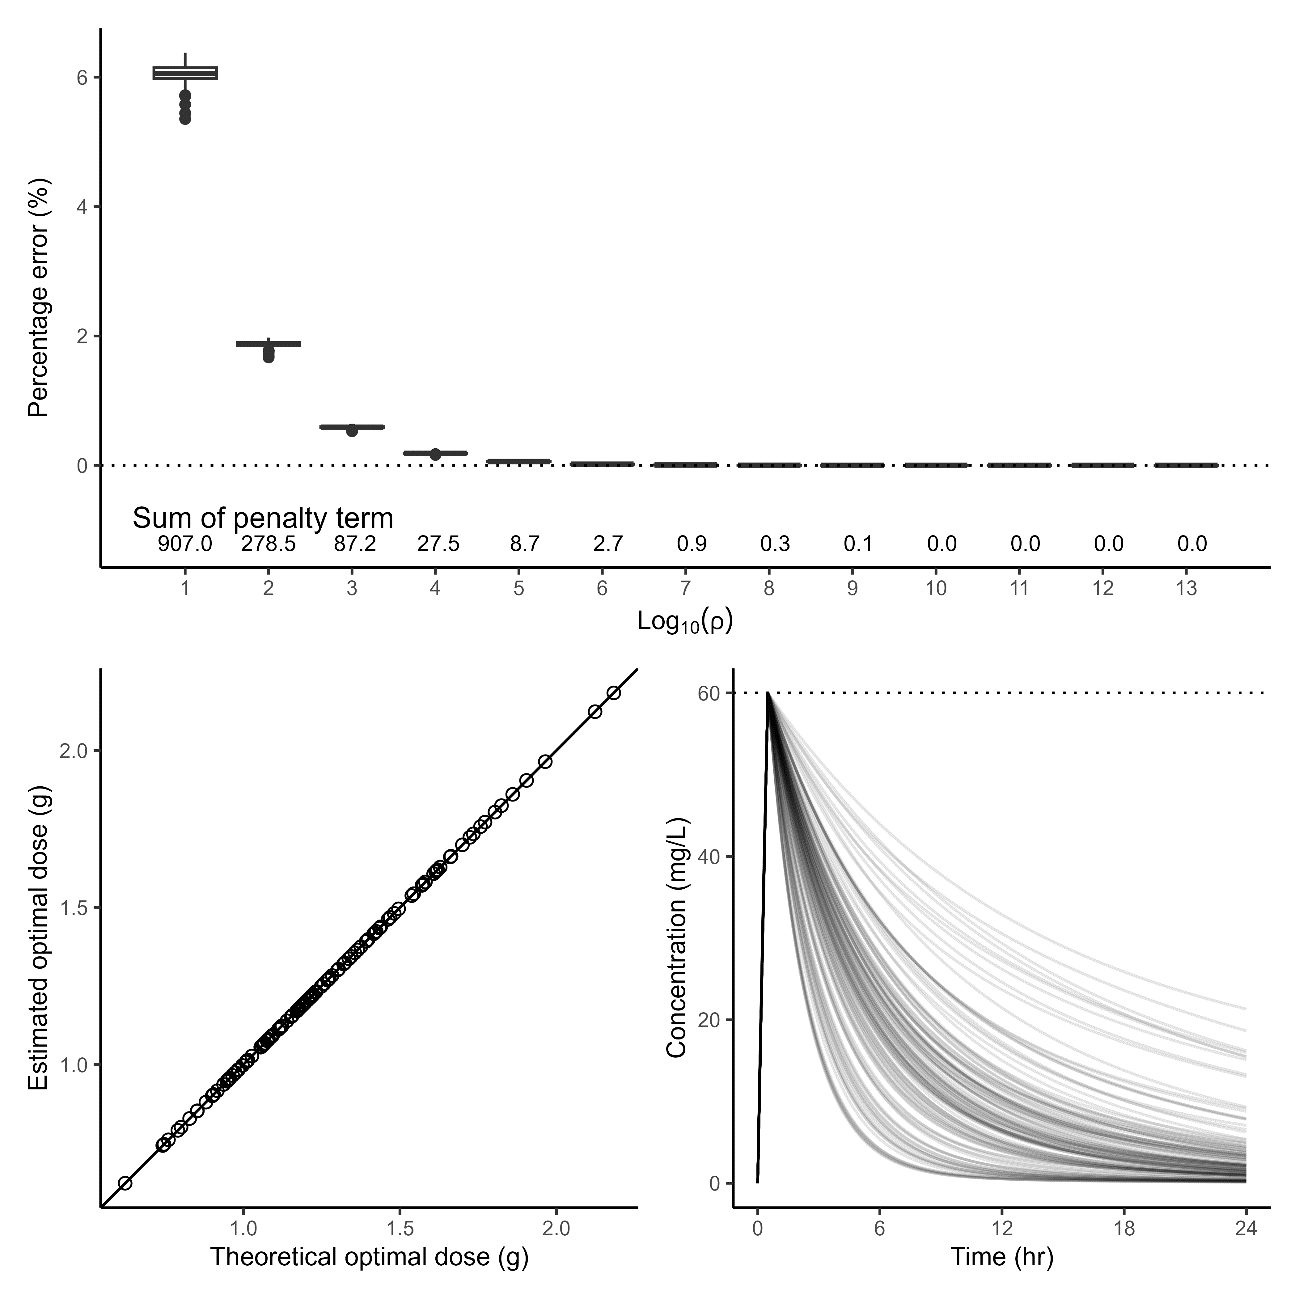 Percentage error (%)
6
4
2
0
Sum of penalty term
907.0 278.5 87.2 27.5 8.7 2.7 0.9 0.3 0.1 0.0 0.0 0.0 0.0
1 2 3 4 5 6 7 8 9 10 11 12 13
Log₁₀(ρ)
Estimated optimal dose (g)
2.0
1.5
1.0
1.0 1.5 2.0
Theoretical optimal dose (g)
Concentration (mg/L)
60
40
20
0
0 6 12 18 24
Time (hr)